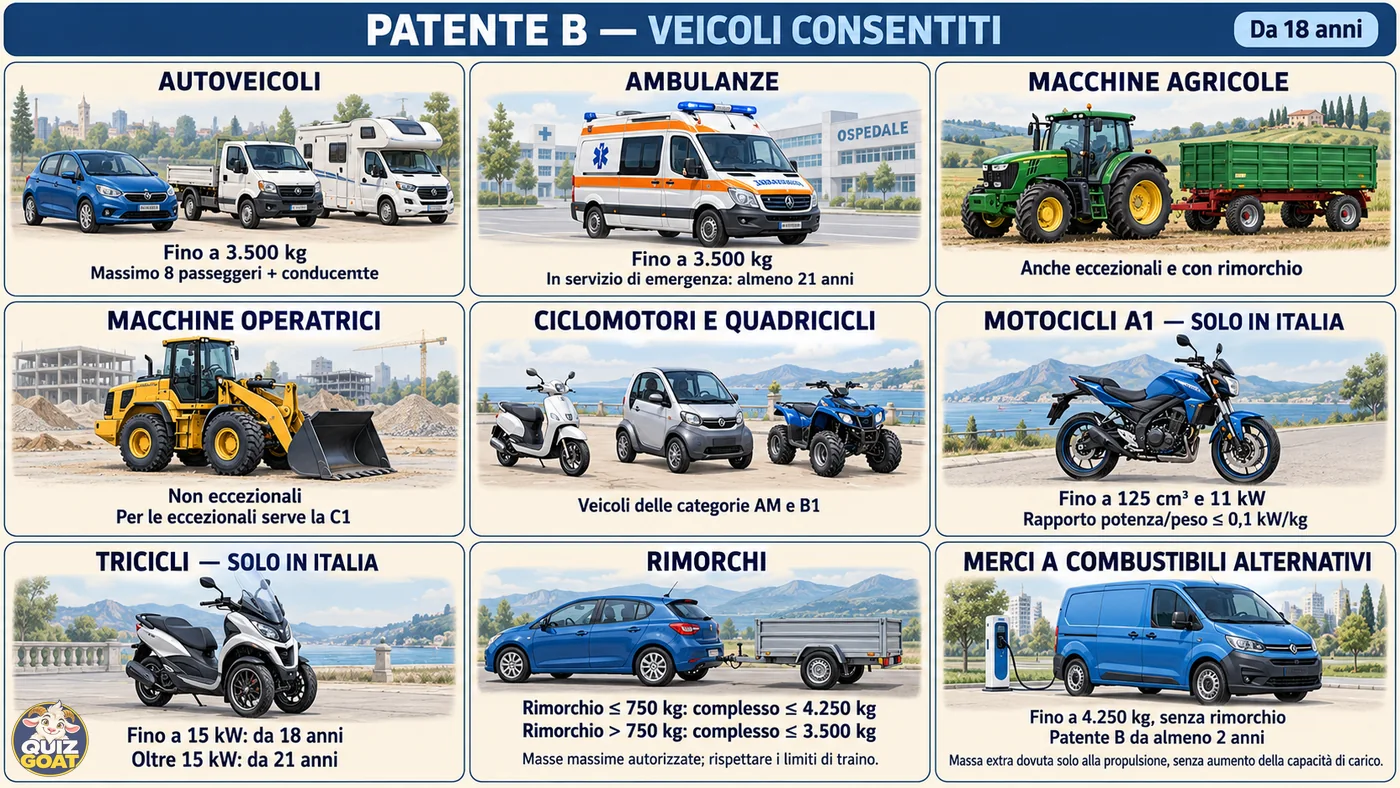 PATENTE B — VEICOLI CONSENTITI
Da 18 anni
AUTOVEICOLI
Fino a 3.500 kg
Massimo 8 passeggeri + conducentte
AMBULANZE
OSPEDALE
Fino a 3.500 kg
In servizio di emergenza: almeno 21 anni
MACCHINE AGRICOLE
Anche eccezionali e con rimorchio
MACCHINE OPERATRICI
Non eccezionali
Per le eccezionali serve la C1
CICLOMOTORI E QUADRICICLI
Veicoli delle categorie AM e B1
MOTOCICLI A1 — SOLO IN ITALIA
Fino a 125 cm³ e 11 kW
Rapporto potenza/peso ≤ 0,1 kW/kg
TRICICLI — SOLO IN ITALIA
Fino a 15 kW: da 18 anni
Oltre 15 kW: da 21 anni
QUIZ
GOAT
RIMORCHI
Rimorchio ≤ 750 kg: complesso ≤ 4.250 kg
Rimorchio > 750 kg: complesso ≤ 3.500 kg
Masse massime autorizzate; rispettare i limiti di traino.
MERCI A COMBUSTIBILI ALTERNATIVI
Fino a 4.250 kg, senza rimorchio
Patente B da almeno 2 anni
Massa extra dovuta solo alla propulsione, senza aumento della capacità di carico.